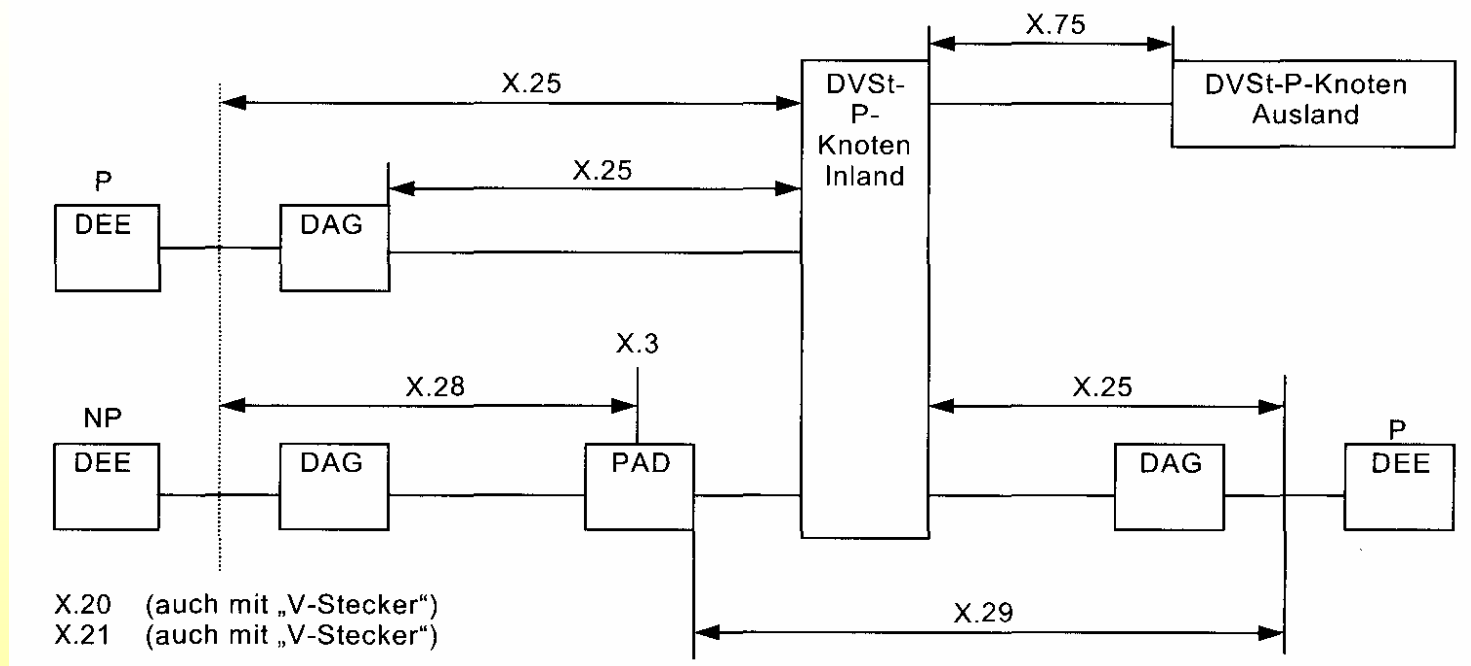 X.75
X.25
DVSt-
P-
Knoten
Inland
DVSt-P-Knoten
Ausland
X.25
P
DEE
DAG
X.3
X.28
X.25
NP
DEE
DAG
PAD
DAG
P
DEE
X.20 (auch mit „V-Stecker“)
X.21 (auch mit „V-Stecker“)
X.29